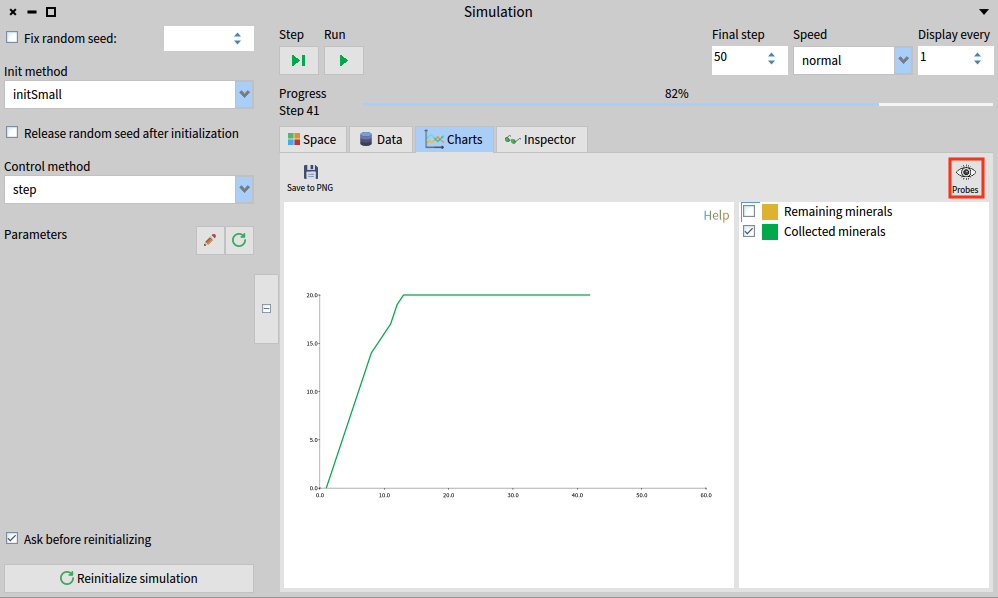 Simulation
Fix random seed:
Init method
initSmall
Release random seed after initialization
Control method
step
Parameters
Ask before reinitializing
Reinitialize simulation
Step Run
Final step Speed Display every
50 normal 1
Progress 82%
Step 41
Space Data Charts Inspector
Save to PNG
Probes
Help
Remaining minerals
Collected minerals
20.0
15.0
10.0
5.0
0.0
0.0 10.0 20.0 30.0 40.0 50.0 60.0